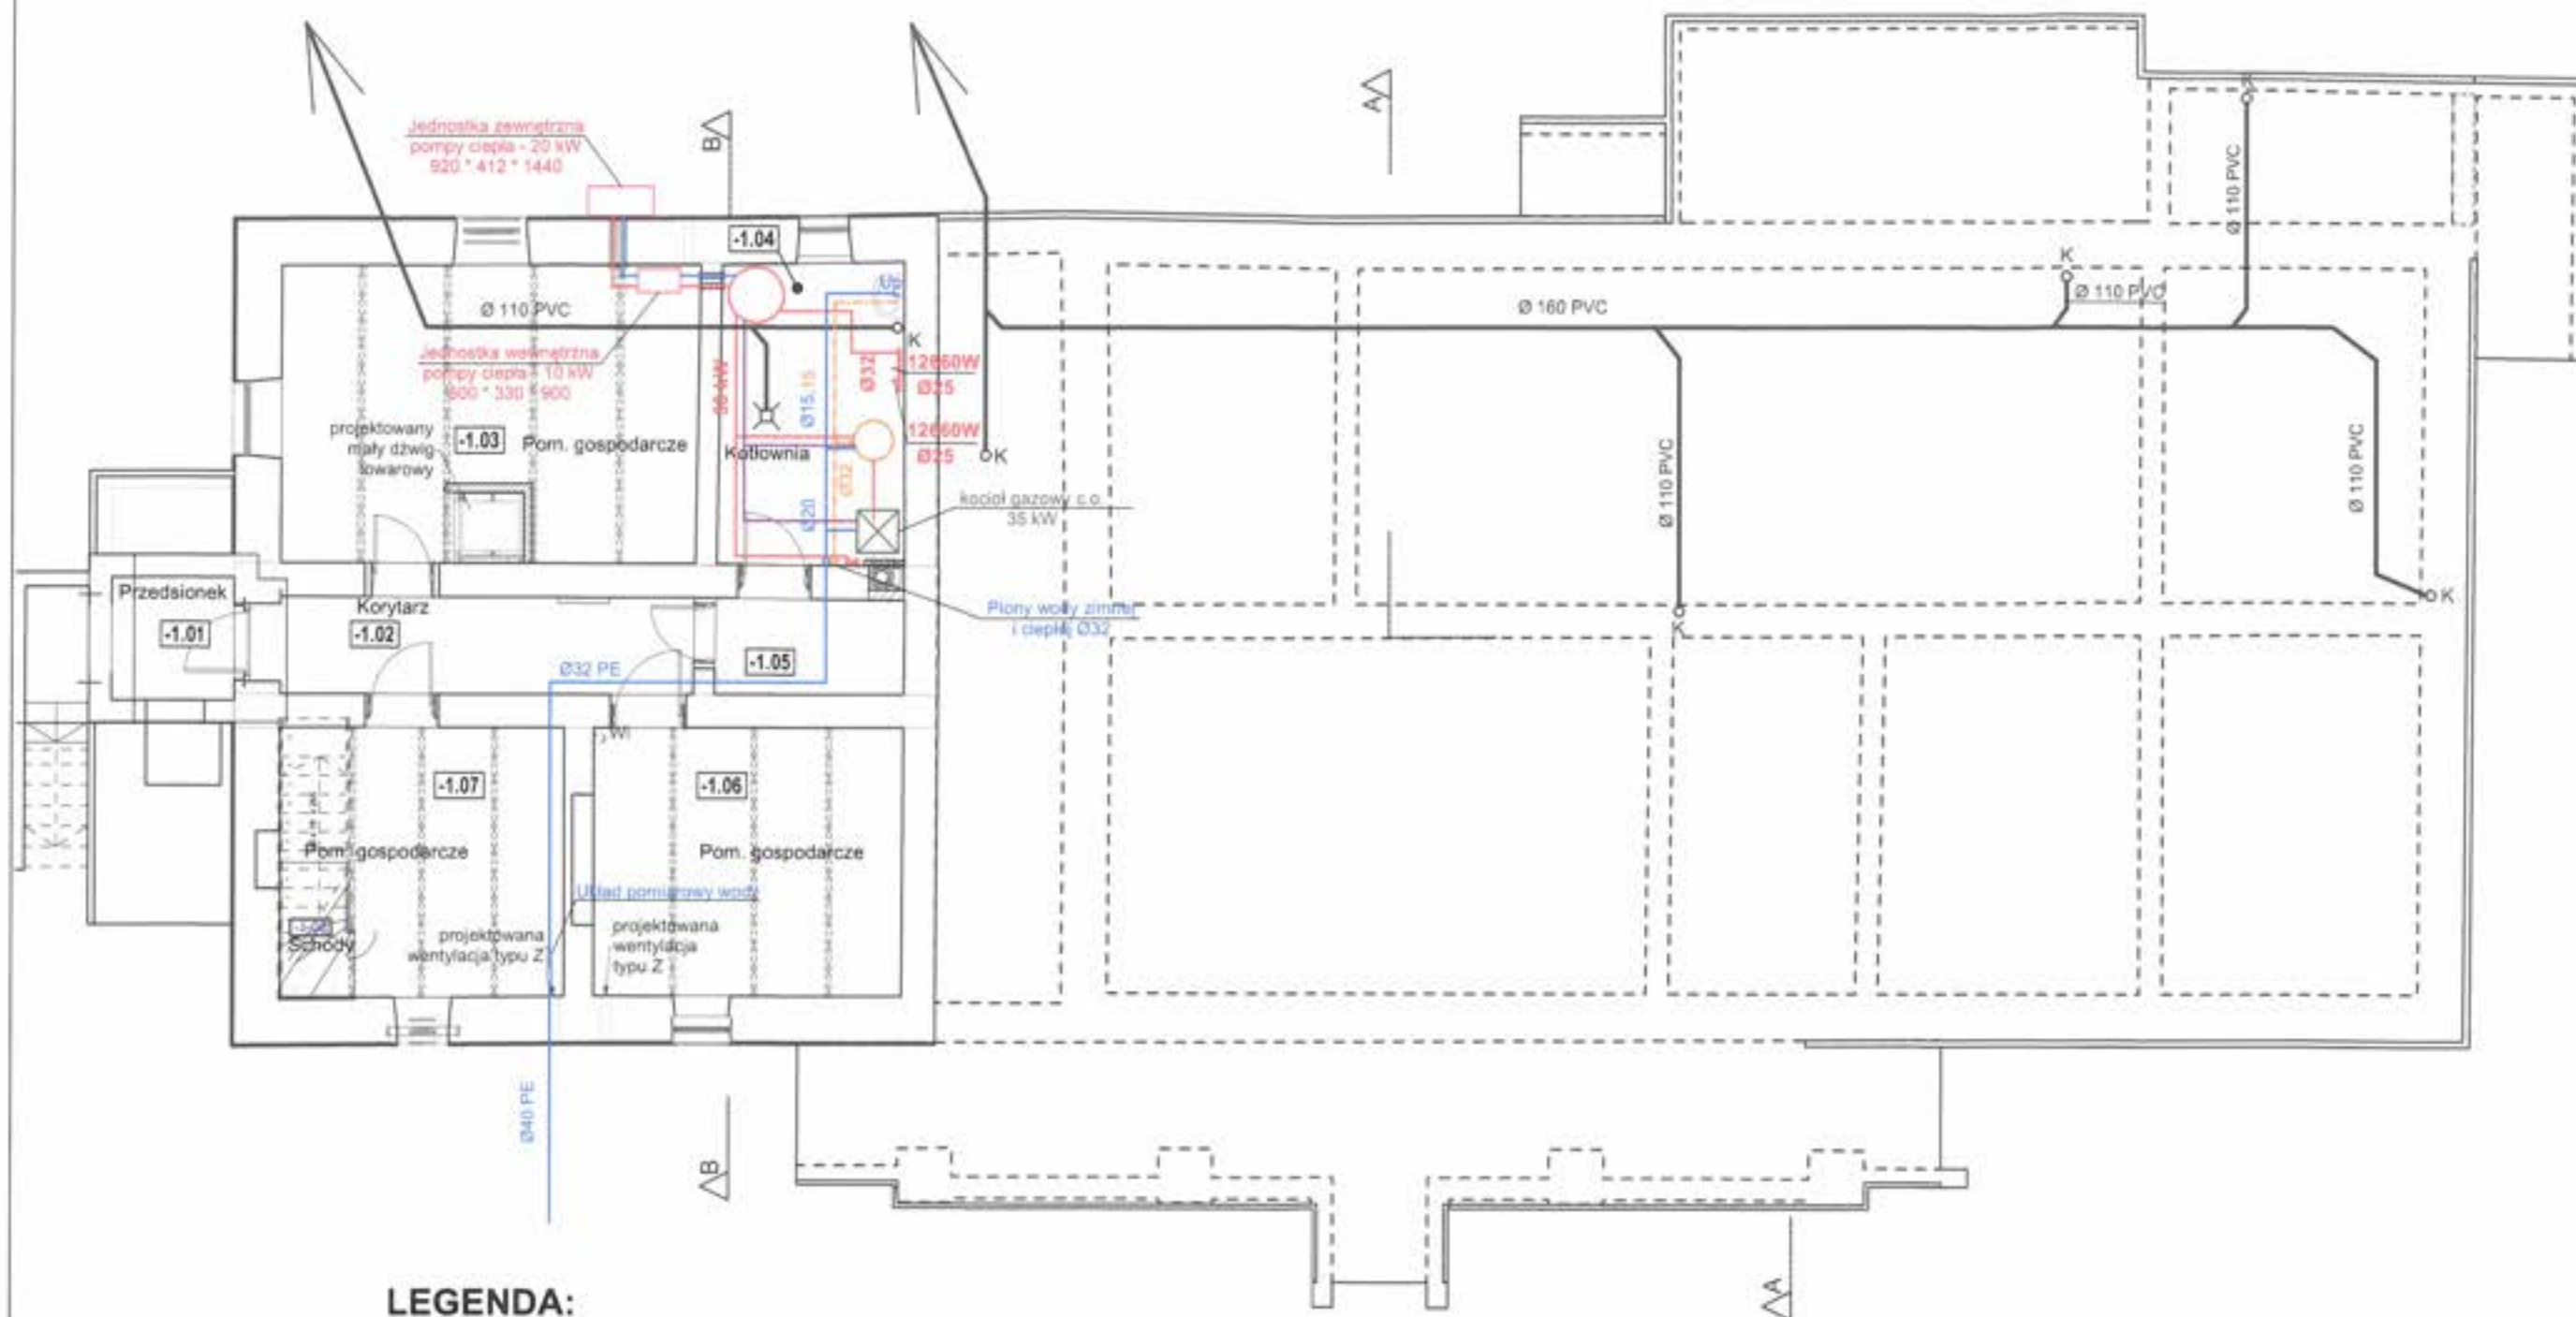 Jednostka zewnętrzna
pompy ciepła - 20 kW
920 * 412 * 1440
B
A
-1.04
Ø 110 PVC
K
Ø 110 PVC
Ø 160 PVC
Ø 110 PVC
K
Jednostka wewnętrzna
pompy ciepła - 10 kW
330 * 900
Ø15,15
Ø32
12660W
Ø25
12660W
Ø25
K
projektowany
mały dźwig
towarowy
-1.03
Pom. gospodarcze
Kotłownia
Ø32
Ø20
kocioł gazowy c.o.
35 kW
Ø 110 PVC
Ø 110 PVC
K
K
Przedsionek
-1.01
Korytarz
-1.02
-1.05
Piony wody zimnej
i ciepłej Ø32
Ø32 PE
WI
-1.07
-1.06
Pom. gospodarcze
Pom. gospodarcze
Układ pomiarowy wody
projektowana
wentylacja typu Z
projektowana
wentylacja
typu Z
Schody
Ø40 PE
B
A
LEGENDA: